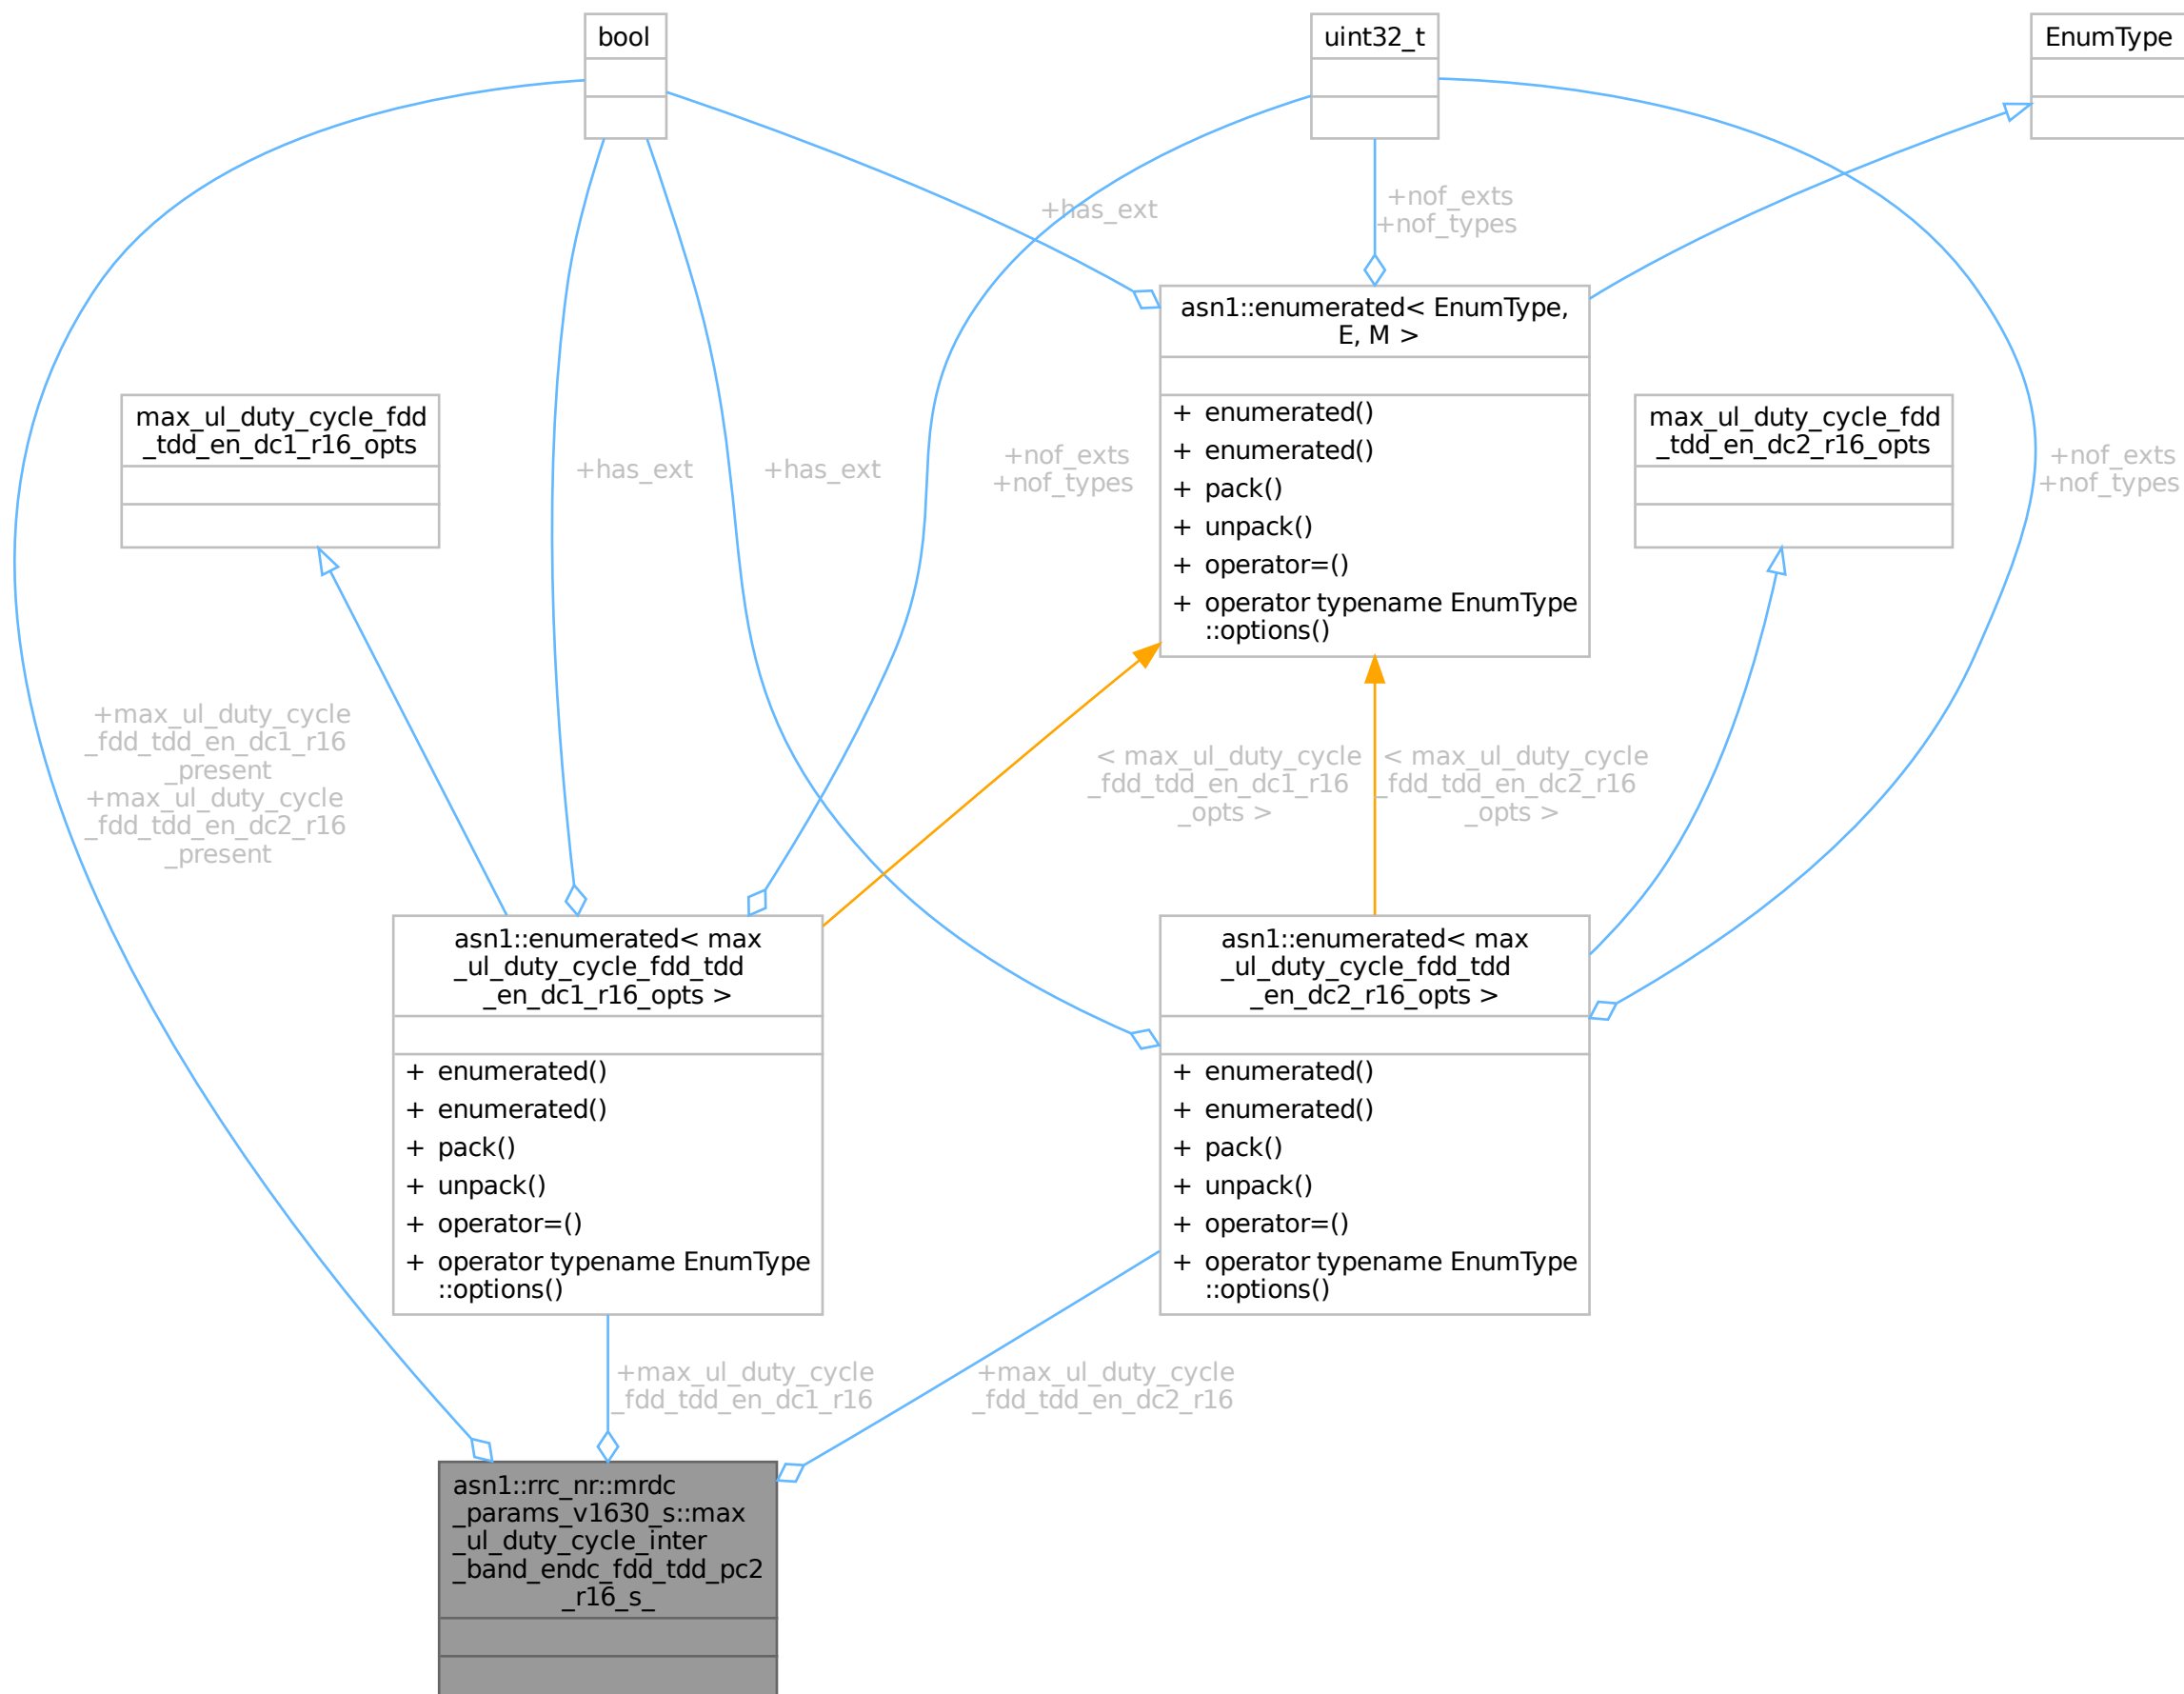 bool
uint32_t
EnumType
+has_ext
+nof_exts
+nof_types
asn1::enumerated< EnumType,
E, M >
+ enumerated()
+ enumerated()
+ pack()
+ unpack()
+ operator=()
+ operator typename EnumType
::options()
max_ul_duty_cycle_fdd
_tdd_en_dc1_r16_opts
max_ul_duty_cycle_fdd
_tdd_en_dc2_r16_opts
+has_ext
+has_ext
+nof_exts
+nof_types
+nof_exts
+nof_types
+max_ul_duty_cycle
_fdd_tdd_en_dc1_r16
_present
+max_ul_duty_cycle
_fdd_tdd_en_dc2_r16
_present
< max_ul_duty_cycle
_fdd_tdd_en_dc1_r16
_opts >
< max_ul_duty_cycle
_fdd_tdd_en_dc2_r16
_opts >
asn1::enumerated< max
_ul_duty_cycle_fdd_tdd
_en_dc1_r16_opts >
+ enumerated()
+ enumerated()
+ pack()
+ unpack()
+ operator=()
+ operator typename EnumType
::options()
asn1::enumerated< max
_ul_duty_cycle_fdd_tdd
_en_dc2_r16_opts >
+ enumerated()
+ enumerated()
+ pack()
+ unpack()
+ operator=()
+ operator typename EnumType
::options()
+max_ul_duty_cycle
_fdd_tdd_en_dc1_r16
+max_ul_duty_cycle
_fdd_tdd_en_dc2_r16
asn1::rrc_nr::mrdc
_params_v1630_s::max
_ul_duty_cycle_inter
_band_endc_fdd_tdd_pc2
_r16_s_